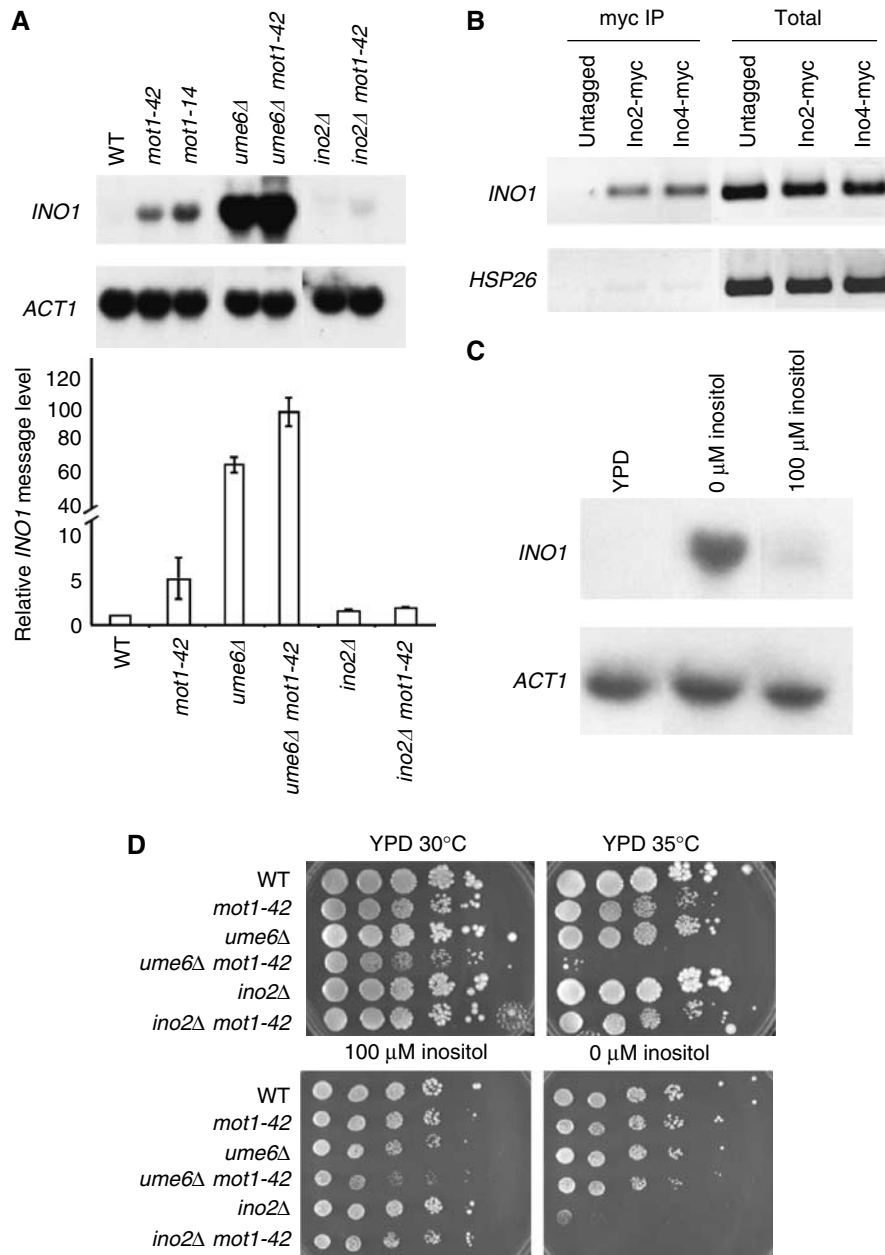 A
WT
mot1-42
mot1-14
ume6Δ
ume6Δ mot1-42
ino2Δ
ino2Δ mot1-42
INO1
ACT1
Relative INO1 message level
120
100
80
60
40
15
10
5
0
WT
mot1-42
ume6Δ
ume6Δ mot1-42
ino2Δ
ino2Δ mot1-42
B
myc IP
Total
Untagged
Ino2-myc
Ino4-myc
Untagged
Ino2-myc
Ino4-myc
INO1
HSP26
C
YPD
0 μM inositol
100 μM inositol
INO1
ACT1
D
YPD 30°C
YPD 35°C
WT
mot1-42
ume6Δ
ume6Δ mot1-42
ino2Δ
ino2Δ mot1-42
100 μM inositol
0 μM inositol
WT
mot1-42
ume6Δ
ume6Δ mot1-42
ino2Δ
ino2Δ mot1-42